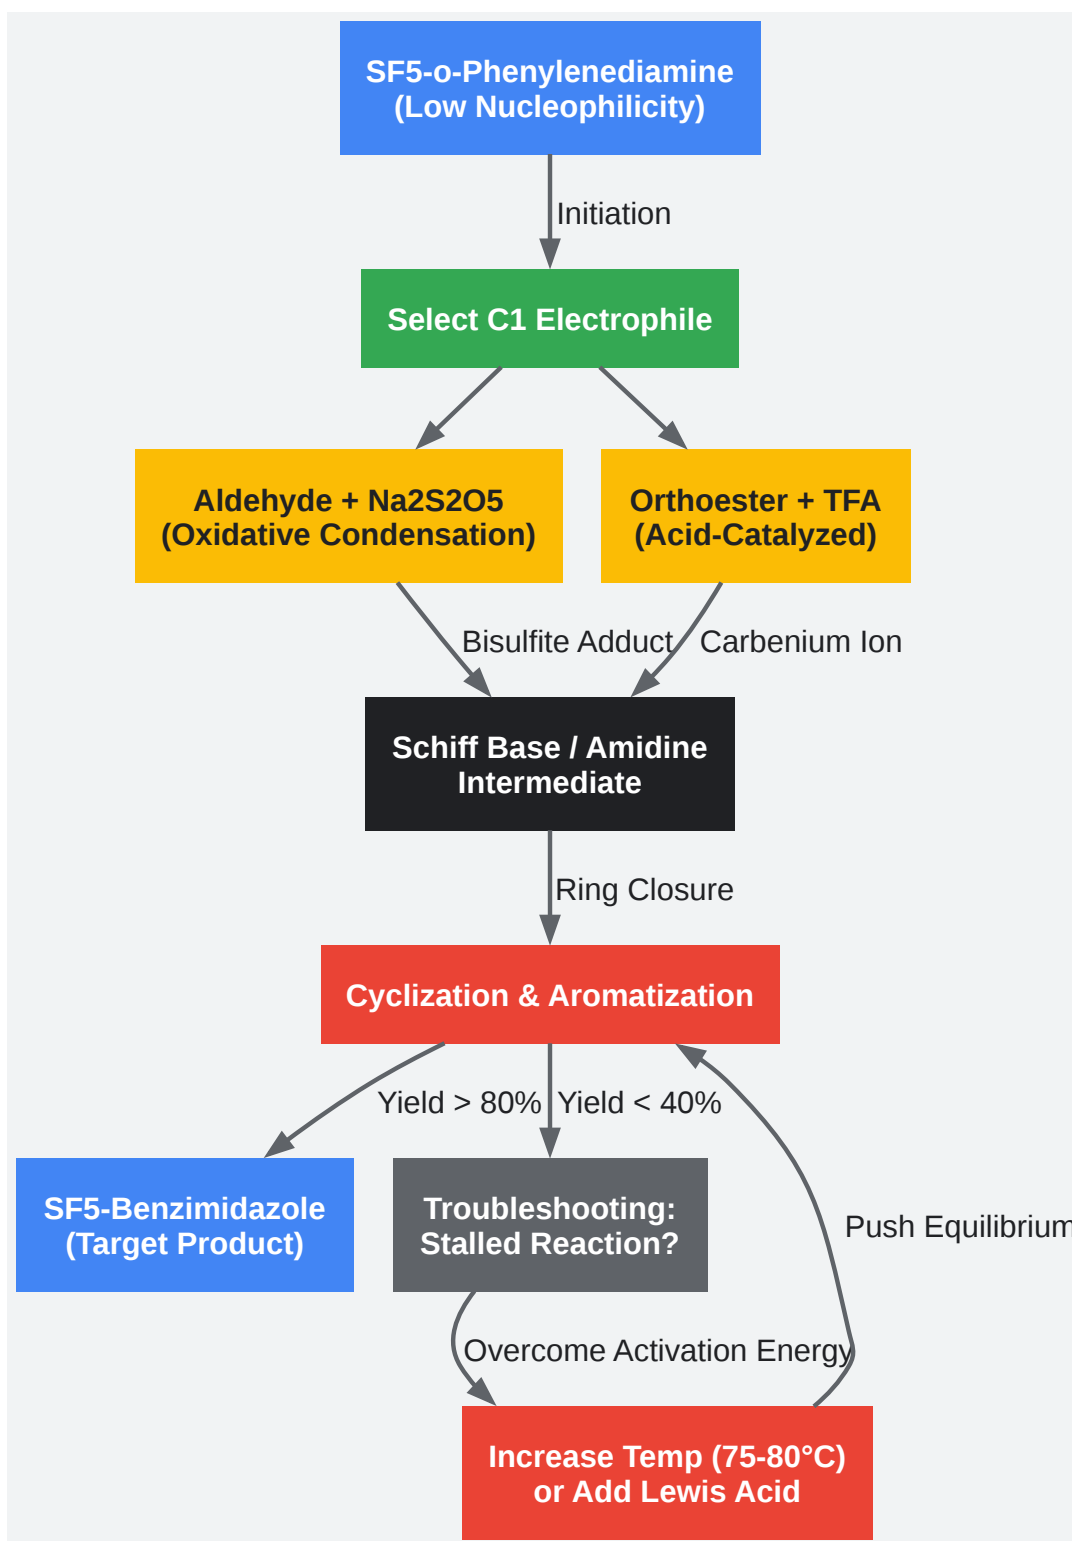 SF5-o-Phenylenediamine
(Low Nucleophilicity)
Initiation
Select C1 Electrophile
Aldehyde + Na2S2O5
(Oxidative Condensation)
Orthoester + TFA
(Acid-Catalyzed)
Bisulfite Adduct
Carbenium Ion
Schiff Base / Amidine
Intermediate
Ring Closure
Cyclization & Aromatization
Yield > 80%
Yield < 40%
SF5-Benzimidazole
(Target Product)
Troubleshooting:
Stalled Reaction?
Push Equilibrium
Overcome Activation Energy
Increase Temp (75-80°C)
or Add Lewis Acid